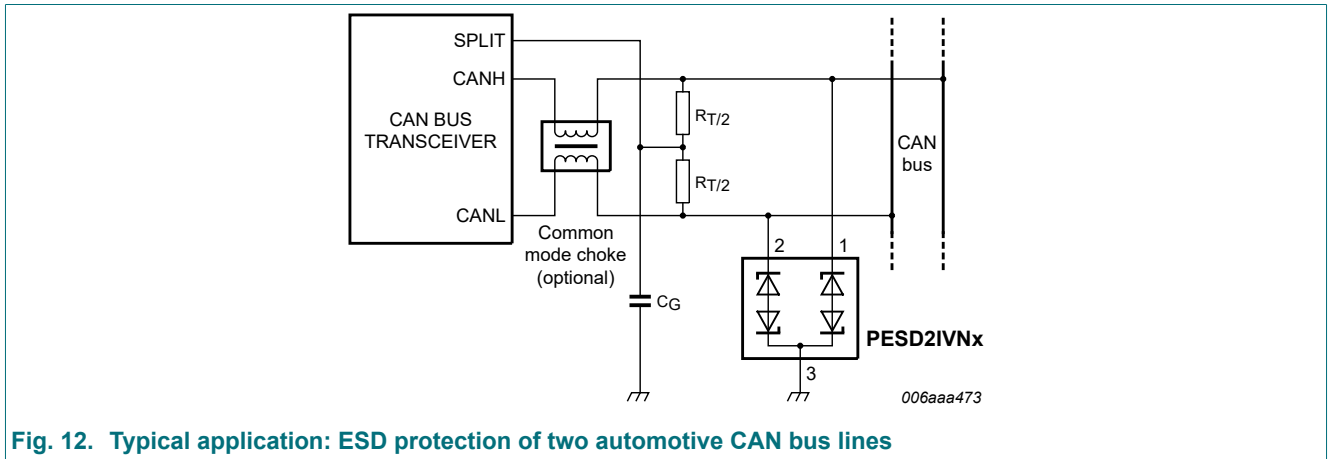 SPLIT
CANH
CAN BUS
TRANSCEIVER
CANL
Common
mode choke
(optional)
RT/2
RT/2
CG
CAN
bus
2
1
PESD2IVNx
3
006aaa473
Fig. 12. Typical application: ESD protection of two automotive CAN bus lines